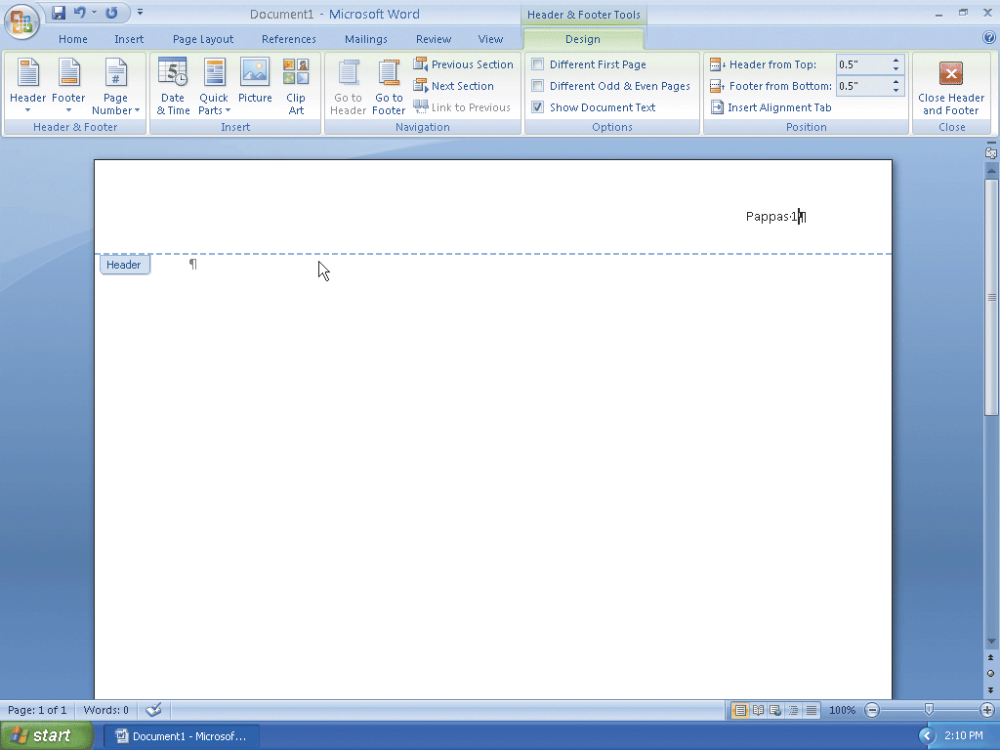 Document1 - Microsoft Word
Header & Footer Tools
Home Insert Page Layout References Mailings Review View Design
Header
Footer
Page Number
Header & Footer
Date & Time
Quick Parts
Picture
Clip Art
Insert
Go to Header
Go to Footer
Previous Section
Next Section
Link to Previous
Navigation
Different First Page
Different Odd & Even Pages
Show Document Text
Options
Header from Top: 0.5"
Footer from Bottom: 0.5"
Insert Alignment Tab
Position
Close Header and Footer
Close
Pappas·1¶
Header
¶
Page: 1 of 1 Words: 0 100%
start Document1 - Microsof... 2:10 PM